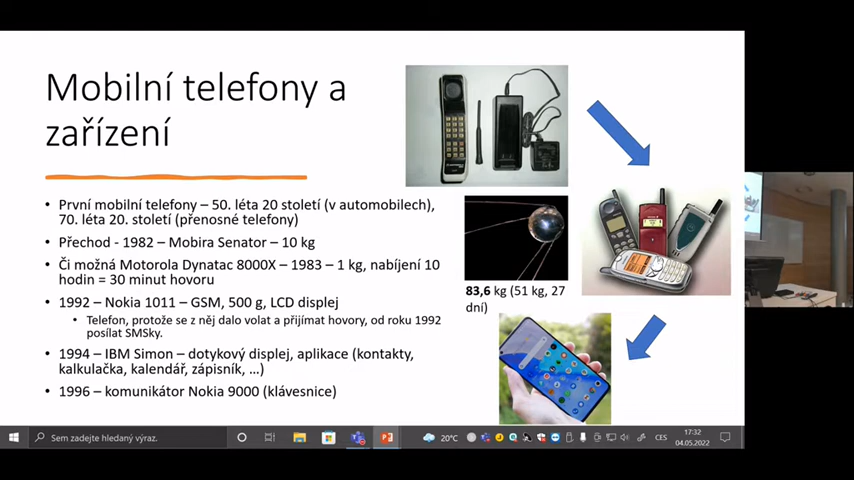 Mobilní telefony a
zařízení
• První mobilní telefony – 50. léta 20 století (v automobilech),
70. léta 20. století (přenosné telefony)
• Přechod - 1982 – Mobira Senator – 10 kg
• Či možná Motorola Dynatac 8000X – 1983 – 1 kg, nabíjení 10
hodin = 30 minut hovoru
• 1992 – Nokia 1011 – GSM, 500 g, LCD displej
• Telefon, protože se z něj dalo volat a přijímat hovory, od roku 1992
posílat SMSky.
• 1994 – IBM Simon – dotykový displej, aplikace (kontakty,
kalkulačka, kalendář, zápisník, …)
• 1996 – komunikátor Nokia 9000 (klávesnice)
83,6 kg (51 kg, 27
dní)
Sem zadejte hledaný výraz.
20°C
CES
17:32
04.05.2022